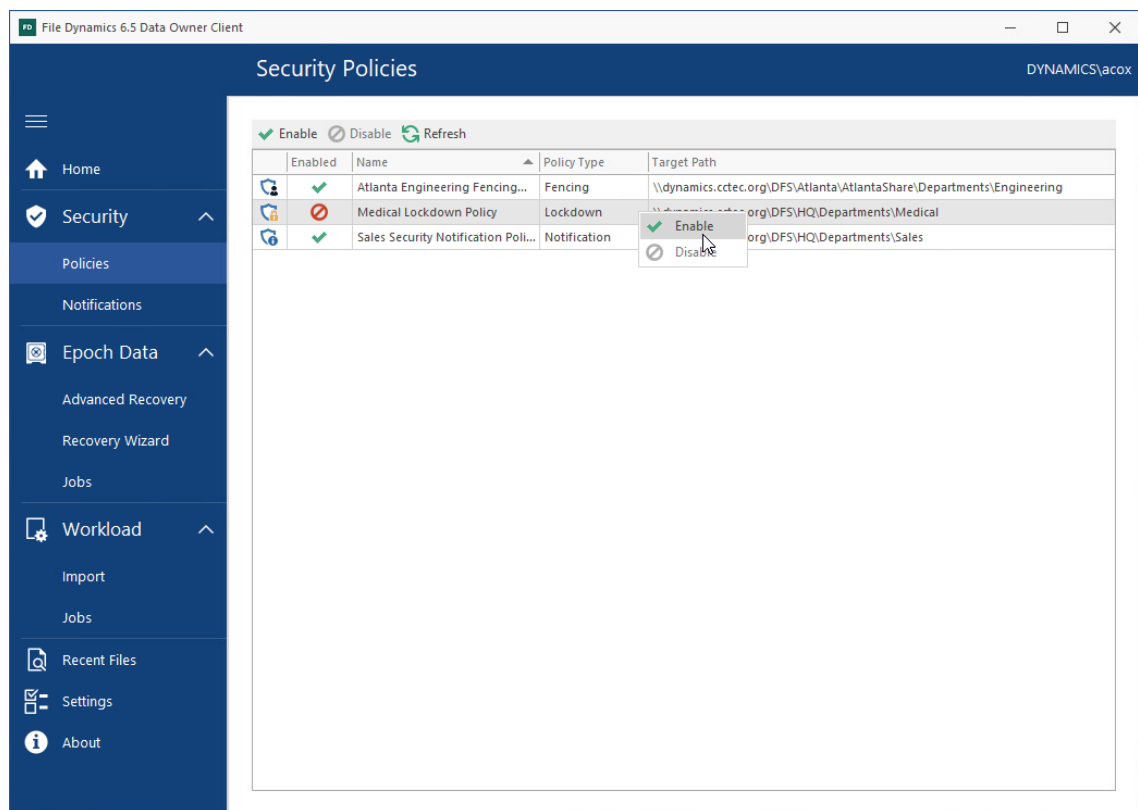 FD File Dynamics 6.5 Data Owner Client
Security Policies
DYNAMICS\acox
Home
Security
Policies
Notifications
Epoch Data
Advanced Recovery
Recovery Wizard
Jobs
Workload
Import
Jobs
Recent Files
Settings
About
Enable Disable Refresh
Enabled Name Policy Type Target Path
Atlanta Engineering Fencing... Fencing \\dynamics.cctec.org\DFS\Atlanta\AtlantaShare\Departments\Engineering
Medical Lockdown Policy Lockdown org\DFS\HQ\Departments\Medical
Sales Security Notification Poli... Notification org\DFS\HQ\Departments\Sales
Enable
Disable